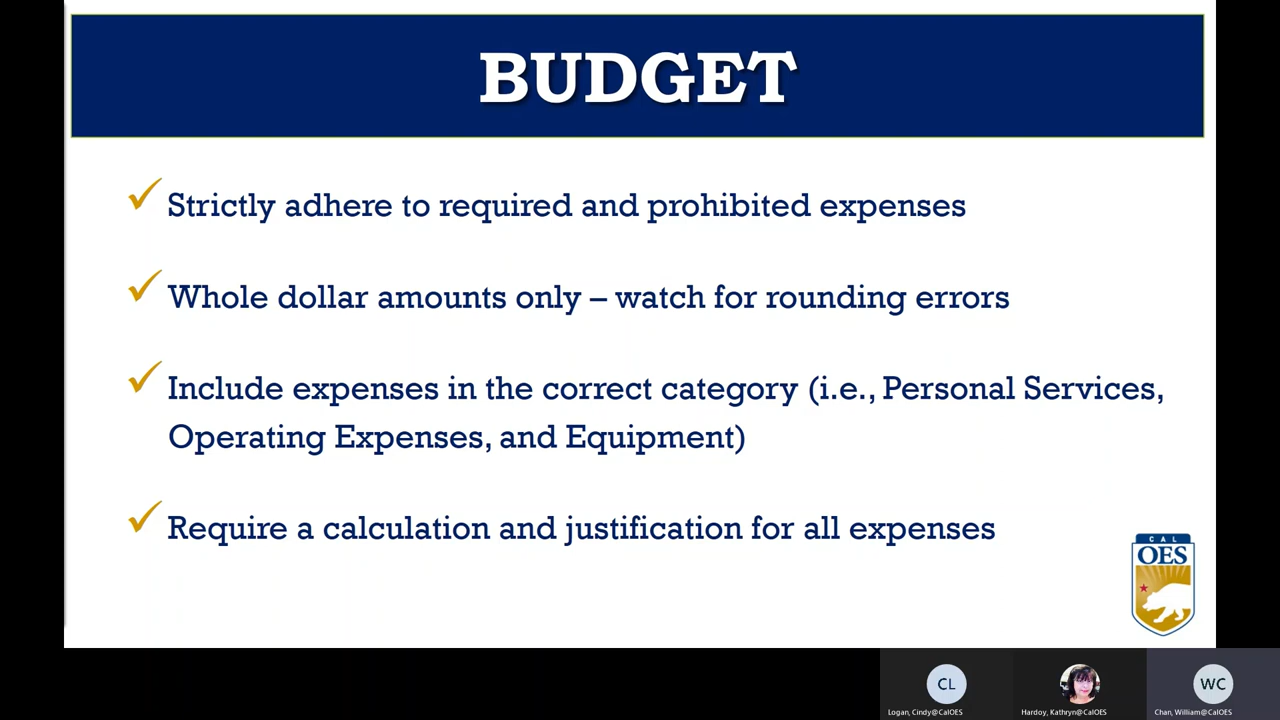 BUDGET
Strictly adhere to required and prohibited expenses
Whole dollar amounts only – watch for rounding errors
Include expenses in the correct category (i.e., Personal Services,
Operating Expenses, and Equipment)
Require a calculation and justification for all expenses
CAL
OES
CL
WC
Logan, Cindy@CalOES
Hardoy, Kathryn@CalOES
Chan, William@CalOES